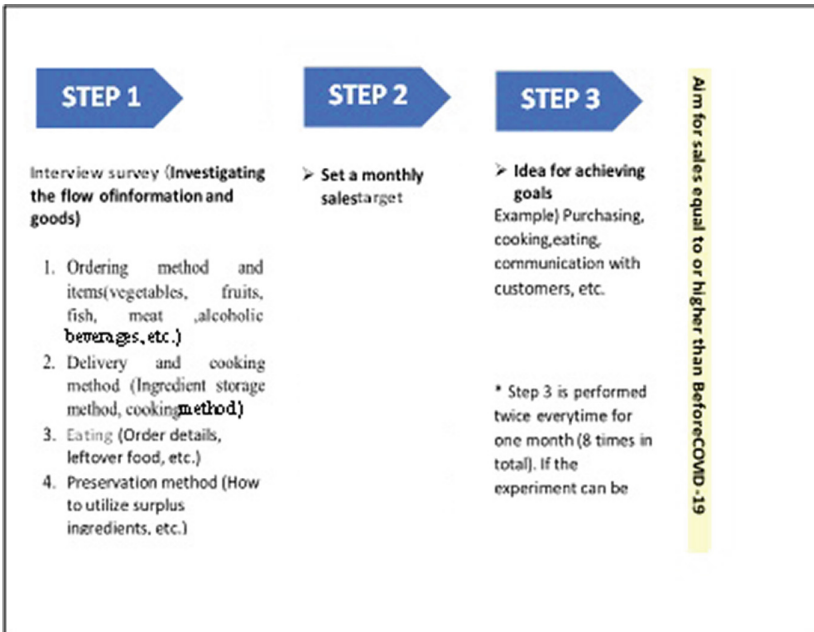 STEP 1
Interview survey (Investigating
the flow ofinformation and
goods)
1. Ordering method and
items(vegetables, fruits,
fish, meat ,alcoholic
beverages, etc.)
2. Delivery and cooking
method (Ingredient storage
method, cookingmethod)
3. Eating (Order details,
leftover food, etc.)
4. Preservation method (How
to utilize surplus
ingredients, etc.)
STEP 2
➢ Set a monthly
salestarget
STEP 3
➢ Idea for achieving
goals
Example) Purchasing,
cooking,eating,
communication with
customers, etc.
* Step 3 is performed
twice everytime for
one month (8 times in
total). If the
experiment can be
Aim for sales equal to or higher than BeforeCOVID-19